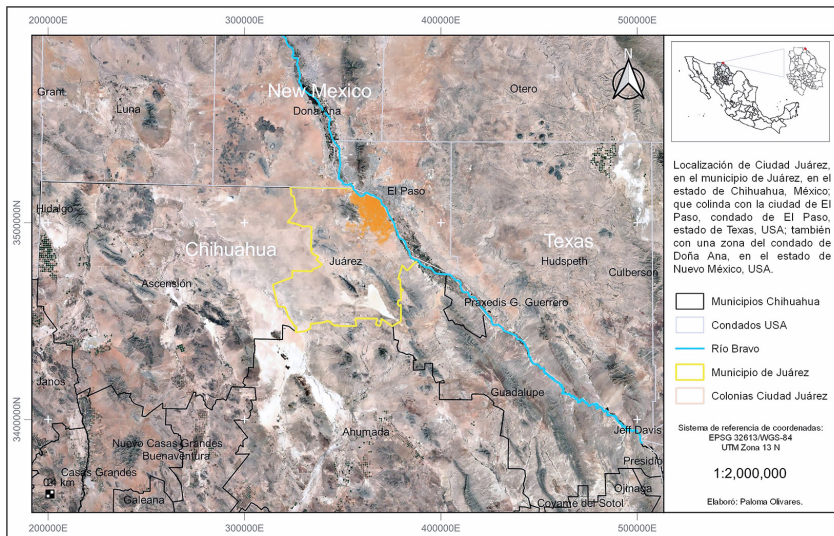 200000E
300000E
400000E
500000E
N
New Mexico
Grant
Luna
Otero
Dona Ana
El Paso
Hidalgo
3500000N
3500000N
Chihuahua
Texas
Juárez
Hudspeth
Culberson
Ascensión
Praxedis G. Guerrero
Janos
Guadalupe
3400000N
3400000N
Jeff Davis
Ahumada
Nuevo Casas Grandes
Buenaventura
Presidio
Casas Grandes
Ojinaga
Galeana
Coyame del Sotol
200000E
300000E
400000E
500000E
Localización de Ciudad Juárez,
en el municipio de Juárez, en el
estado de Chihuahua, México;
que colinda con la ciudad de El
Paso, condado de El Paso,
estado de Texas, USA; también
con una zona del condado de
Doña Ana, en el estado de
Nuevo México, USA.
Municipios Chihuahua
Condados USA
Río Bravo
Municipio de Juárez
Colonias Ciudad Juárez
Sistema de referencia de coordenadas:
EPSG 32613/WGS-84
UTM Zona 13 N
1:2,000,000
Elaboró: Paloma Olivares.